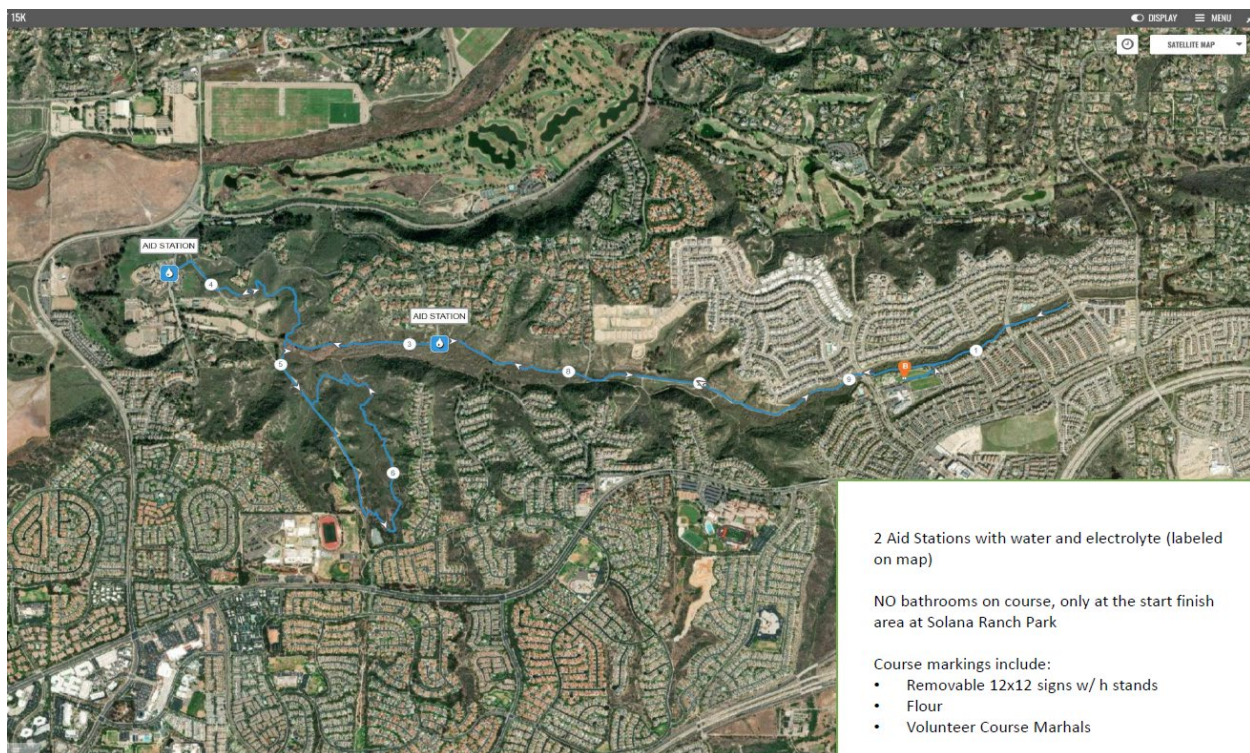 15K
DISPLAY
MENU
SATELLITE MAP
AID STATION
4
AID STATION
3
5
8
9
B
1
6
2 Aid Stations with water and electrolyte (labeled
on map)
NO bathrooms on course, only at the start finish
area at Solana Ranch Park
Course markings include:
• Removable 12x12 signs w/ h stands
• Flour
• Volunteer Course Marhals